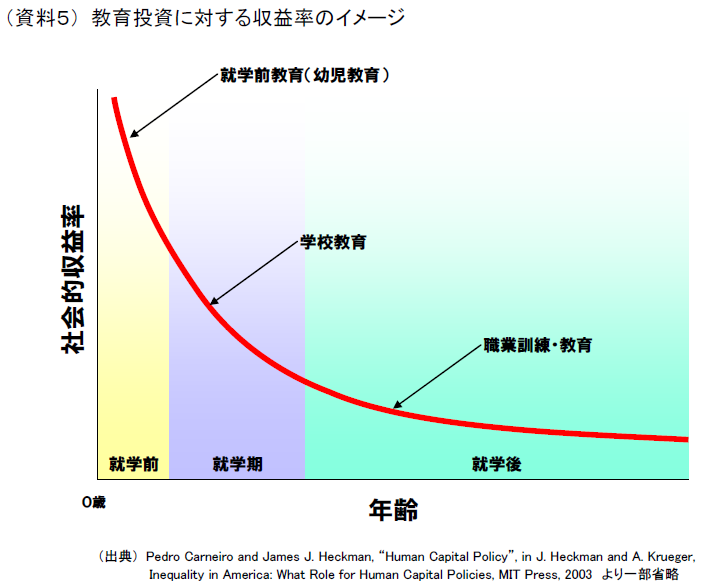 （資料５） 教育投資に対する収益率のイメージ
就学前教育（幼児教育）
学校教育
職業訓練・教育
社会的収益率
就学前
就学期
就学後
０歳
年齢
（出典） Pedro Carneiro and James J. Heckman, “Human Capital Policy”, in J. Heckman and A. Krueger,
Inequality in America: What Role for Human Capital Policies, MIT Press, 2003 より一部省略